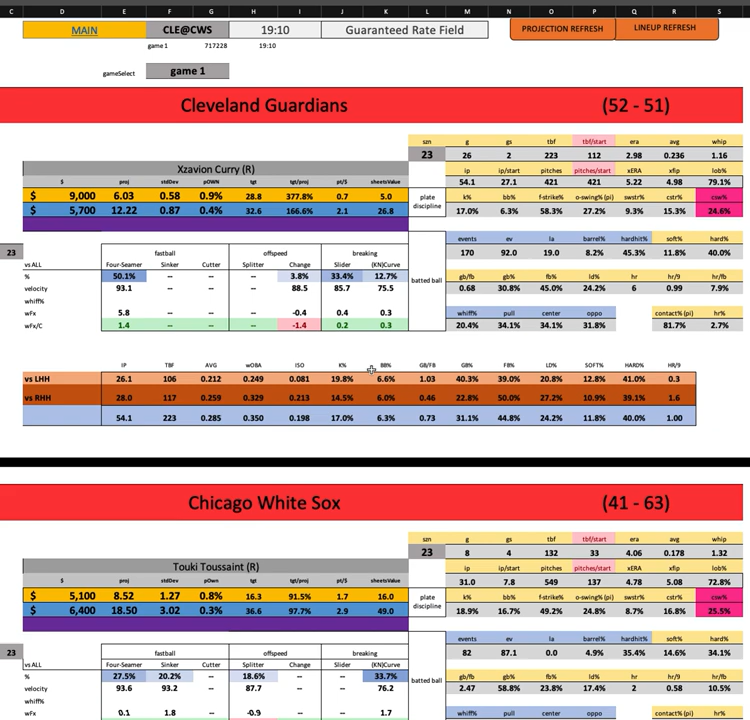 C D E F G H I J K L M N O P Q R S
MAIN CLE@CWS 19:10 Guaranteed Rate Field PROJECTION REFRESH LINEUP REFRESH
game 1 717228 19:10
gameSelect game 1
Cleveland Guardians (52 - 51)
szn g gs tbf tbf/start era avg whip
23 26 2 223 112 2.98 0.236 1.16
Xzavion Curry (R) ip ip/start pitches pitches/start xERA xfip lob%
$ proj stdDev pOWN tgt tgt/proj pt/$ sheetsValue 54.1 27.1 421 421 5.22 4.98 79.1%
$ 9,000 6.03 0.58 0.9% 28.8 377.8% 0.7 5.0 plate discipline k% bb% f-strike% o-swing% (pi) swstr% cstr% csw%
$ 5,700 12.22 0.87 0.4% 32.6 166.6% 2.1 26.8 17.0% 6.3% 58.3% 27.2% 9.3% 15.3% 24.6%
events ev la barrel% hardhit% soft% hard%
23 fastball offspeed breaking 170 92.0 19.0 8.2% 45.3% 11.8% 40.0%
vs ALL Four-Seamer Sinker Cutter Splitter Change Slider (KN)Curve
% 50.1% -- -- -- 3.8% 33.4% 12.7% batted ball gb/fb gb% fb% ld% hr hr/9 hr/fb
velocity 93.1 -- -- -- 88.5 85.7 75.5 0.68 30.8% 45.0% 24.2% 6 0.99 7.9%
whiff%
wFx 5.8 -- -- -- -0.4 0.4 0.3 whiff% pull center oppo contact% (pi) hr%
wFx/C 1.4 -- -- -- -1.4 0.2 0.3 20.4% 34.1% 34.1% 31.8% 81.7% 2.7%
IP TBF AVG wOBA ISO K% BB% GB/FB GB% FB% LD% SOFT% HARD% HR/9
vs LHH 26.1 106 0.212 0.249 0.081 19.8% 6.6% 1.03 40.3% 39.0% 20.8% 12.8% 41.0% 0.3
vs RHH 28.0 117 0.259 0.329 0.213 14.5% 6.0% 0.46 22.8% 50.0% 27.2% 10.9% 39.1% 1.6
54.1 223 0.285 0.350 0.198 17.0% 6.3% 0.73 31.1% 44.8% 24.2% 11.8% 40.0% 1.00
Chicago White Sox (41 - 63)
szn g gs tbf tbf/start era avg whip
23 8 4 132 33 4.06 0.178 1.32
Touki Toussaint (R) ip ip/start pitches pitches/start xERA xfip lob%
$ proj stdDev pOwn tgt tgt/proj pt/$ sheetsValue 31.0 7.8 549 137 4.78 5.08 72.8%
$ 5,100 8.52 1.27 0.8% 16.3 91.5% 1.7 16.0 plate discipline k% bb% f-strike% o-swing% (pi) swstr% cstr% csw%
$ 6,400 18.50 3.02 0.3% 36.6 97.7% 2.9 49.0 18.9% 16.7% 49.2% 24.8% 8.7% 16.8% 25.5%
events ev la barrel% hardhit% soft% hard%
23 fastball offspeed breaking 82 87.1 0.0 4.9% 35.4% 14.6% 34.1%
vs ALL Four-Seamer Sinker Cutter Splitter Change Slider (KN)Curve
% 27.5% 20.2% -- 18.6% -- -- 33.7% batted ball gb/fb gb% fb% ld% hr hr/9 hr/fb
velocity 93.6 93.2 -- 87.7 -- -- 76.2 2.47 58.8% 23.8% 17.4% 2 0.58 10.5%
whiff%
wFx 0.1 1.8 -- -0.9 -- -- 1.7 whiff% pull center oppo contact% (pi) hr%